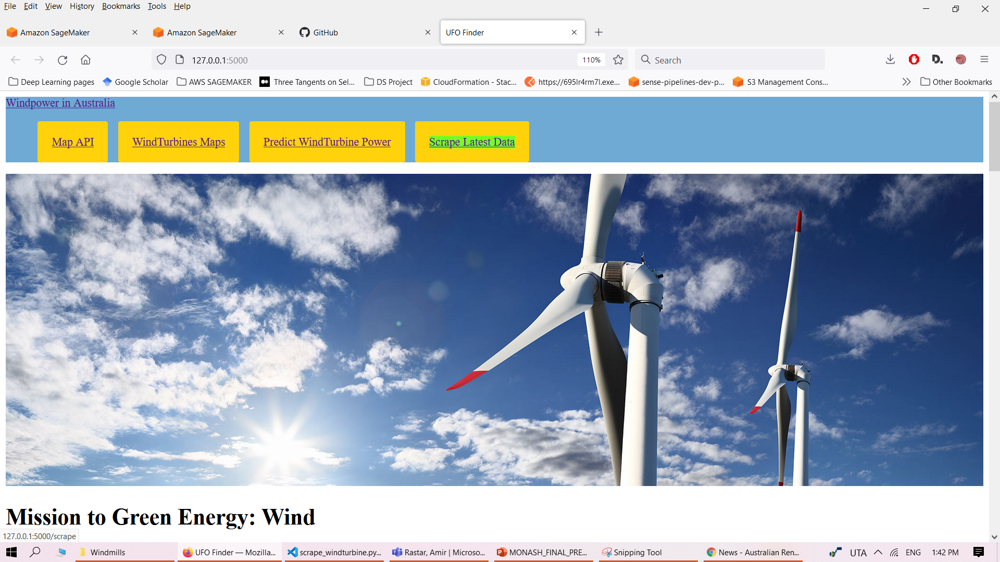 File Edit View History Bookmarks Tools Help
Amazon SageMaker Amazon SageMaker GitHub UFO Finder
127.0.0.1:5000 110% Search
Deep Learning pages Google Scholar AWS SAGEMAKER Three Tangents on Sel... DS Project CloudFormation - Stac... https://695lr4rm7l.exe... sense-pipelines-dev-p... S3 Management Cons... Other Bookmarks
Windpower in Australia
Map API WindTurbines Maps Predict WindTurbine Power Scrape Latest Data
Mission to Green Energy: Wind
127.0.0.1:5000/scrape
Windmills UFO Finder — Mozilla... scrape_windturbine.py... Rastar, Amir | Microso... MONASH_FINAL_PRE... Snipping Tool News - Australian Ren... UTA ENG 1:42 PM